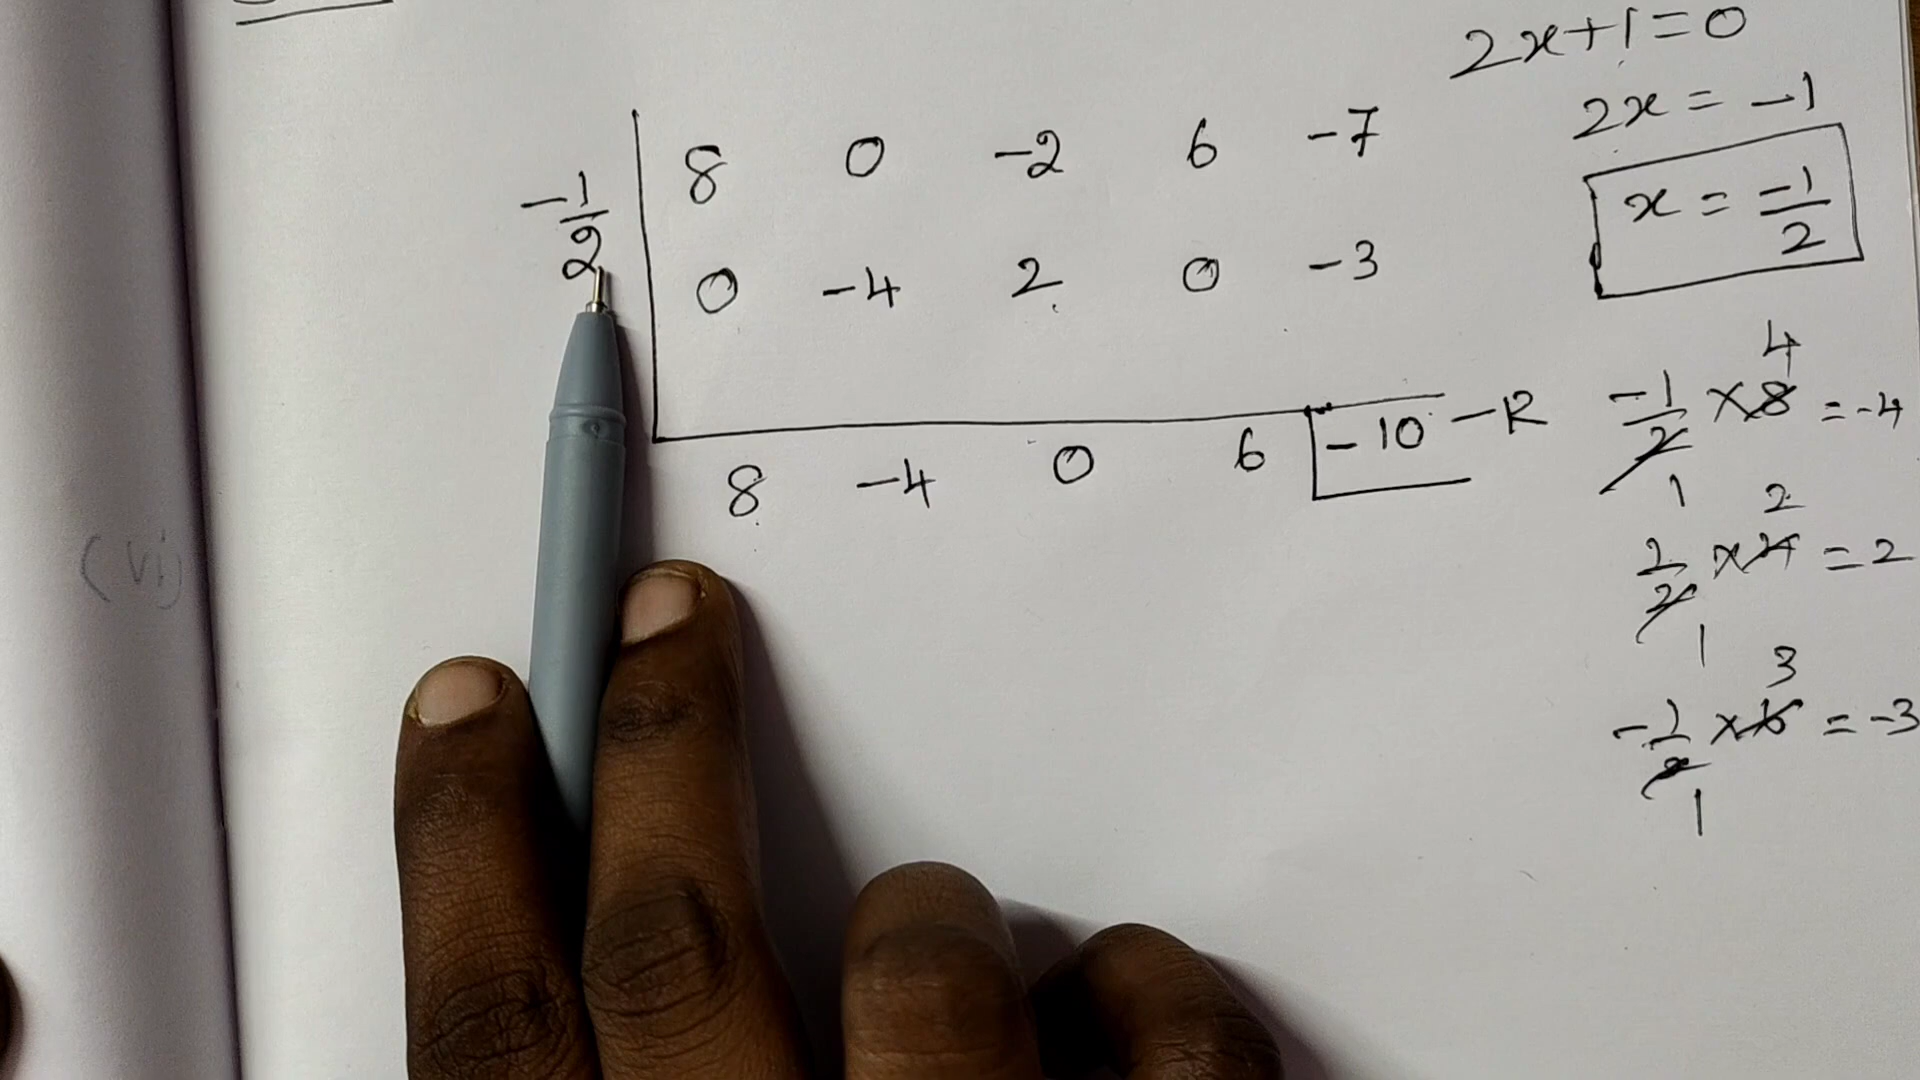 2x+1=0
2x = -1
x = -1/2
-1/2 | 8 0 -2 6 -7
0 -4 2 0 -3
8 -4 0 6 | -10 - R
4
-1/2 × 8 = -4
1 2
2/2 × 4 = 2
1 3
-1/2 × 6 = -3
1
(vi)